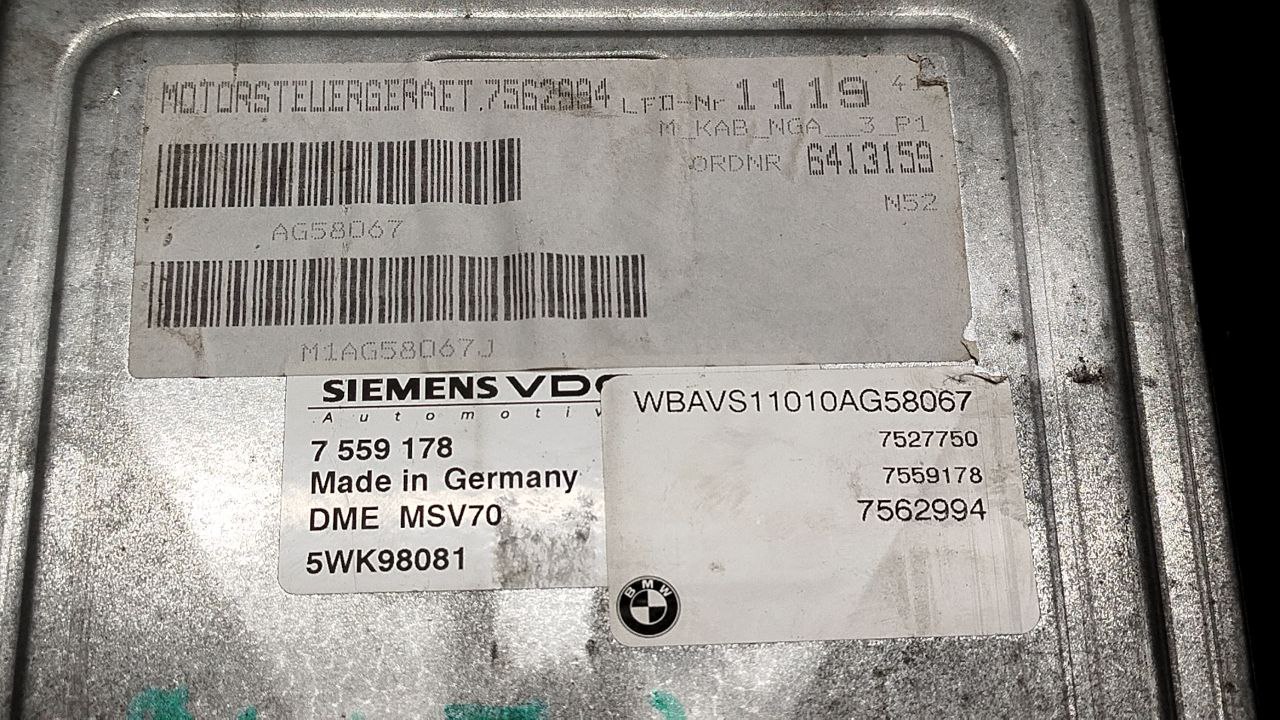 MOTORSTEUERGERAET.7562994 LFD-Nr 1119
M_KAB_NGA__3_P1
ORDNR 6413159
N52
AG58067
M1AG58067J
SIEMENS VDO
Automotiv
7 559 178
Made in Germany
DME MSV70
5WK98081
WBAVS11010AG58067
7527750
7559178
7562994
BMW